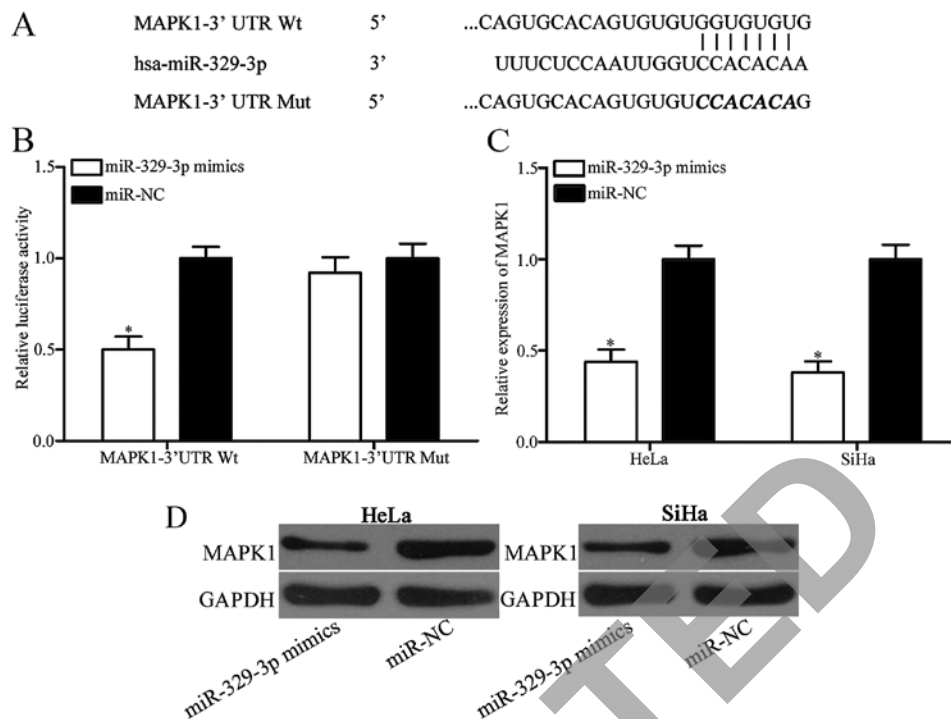 A
MAPK1-3’ UTR Wt 5’ ...CAGUGCACAGUGUGUGGUGUGUG
hsa-miR-329-3p 3’ UUUCUCCAAUUGGUCCACACAA
MAPK1-3’ UTR Mut 5’ ...CAGUGCACAGUGUGUCCACACAG
B
1.5
1.0
0.5
0.0
Relative luciferase activity
miR-329-3p mimics
miR-NC
*
MAPK1-3’UTR Wt
MAPK1-3’UTR Mut
C
1.5
1.0
0.5
0.0
Relative expression of MAPK1
miR-329-3p mimics
miR-NC
*
*
HeLa
SiHa
D
HeLa
MAPK1
GAPDH
miR-329-3p mimics
miR-NC
SiHa
MAPK1
GAPDH
miR-329-3p mimics
miR-NC
TED